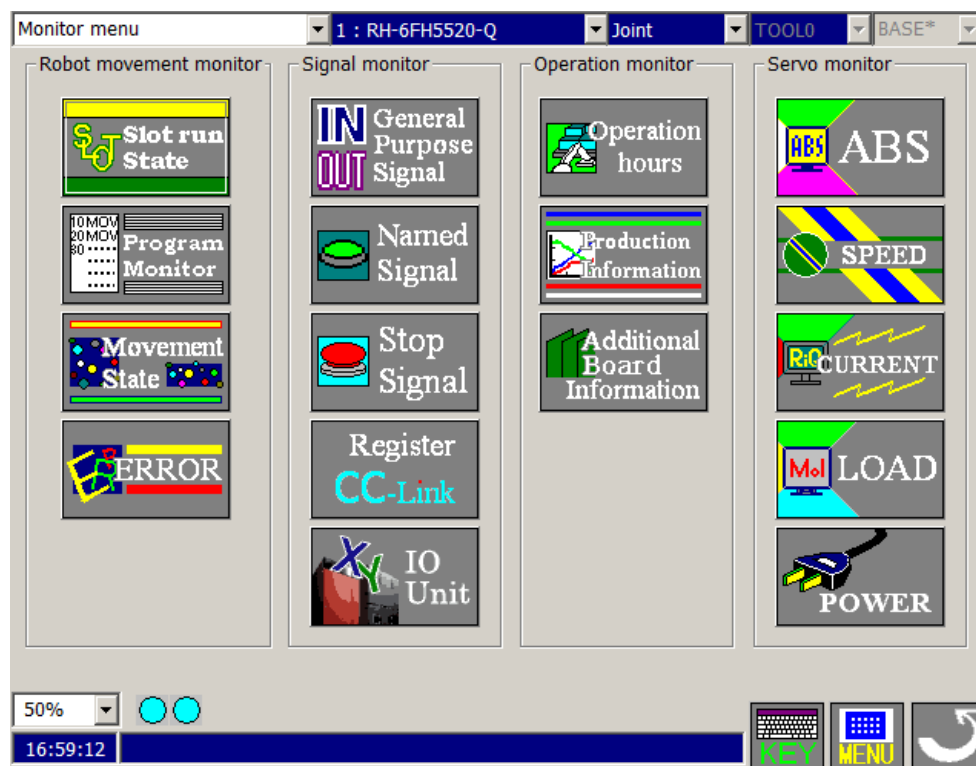 Monitor menu
1 : RH-6FH5520-Q
Joint
TOOL0
BASE*
Robot movement monitor
SLOT
Slot run
State
10MOV
20MOV
30
Program
Monitor
Movement
State
ERROR
Signal monitor
IN
OUT
General
Purpose
Signal
Named
Signal
Stop
Signal
Register
CC-Link
XY
IO
Unit
Operation monitor
Operation
hours
Production
Information
Additional
Board
Information
Servo monitor
ABS
ABS
SPEED
CURRENT
LOAD
POWER
50%
16:59:12
KEY
MENU